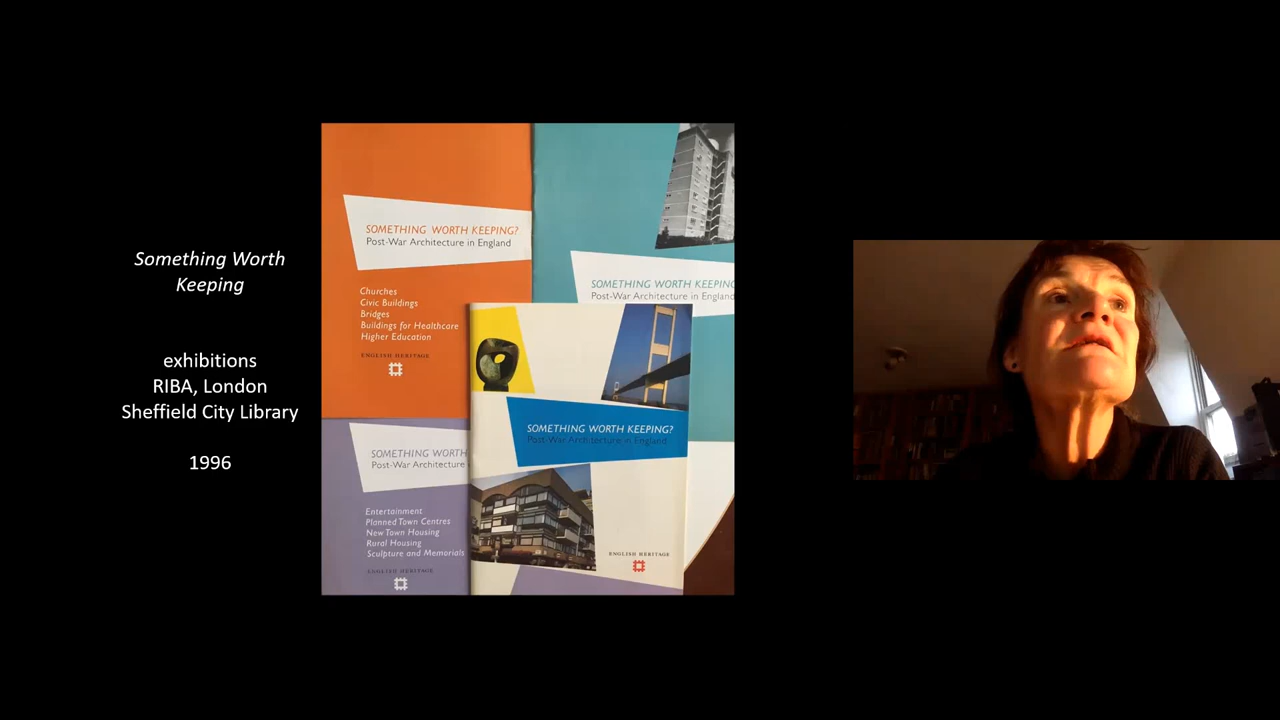 Something Worth
Keeping
exhibitions
RIBA, London
Sheffield City Library
1996
SOMETHING WORTH KEEPING?
Post-War Architecture in England
Churches
Civic Buildings
Bridges
Buildings for Healthcare
Higher Education
ENGLISH HERITAGE
SOMETHING WORTH KEEPING
Post-War Architecture in England
SOMETHING WORTH KEEPING?
Post-War Architecture in England
ENGLISH HERITAGE
SOMETHING WORTH
Post-War Architecture
Entertainment
Planned Town Centres
New Town Housing
Rural Housing
Sculpture and Memorials
ENGLISH HERITAGE